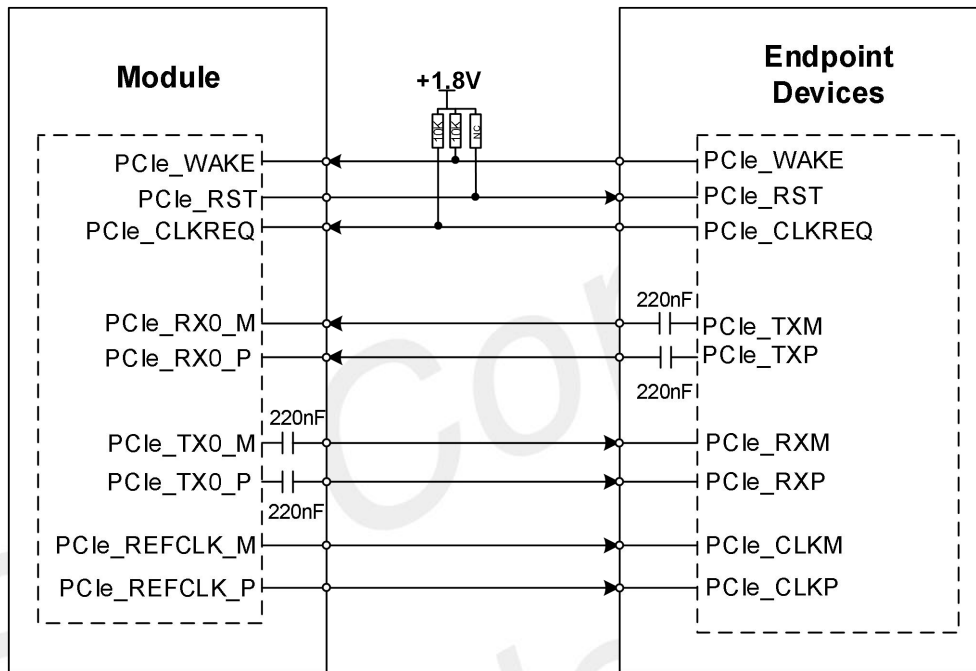 Module
Endpoint
Devices
+1.8V
10K
10K
NC
PCIe_WAKE
PCIe_WAKE
PCIe_RST
PCIe_RST
PCIe_CLKREQ
PCIe_CLKREQ
220nF
PCIe_RX0_M
PCIe_TXM
PCIe_RX0_P
PCIe_TXP
220nF
220nF
PCIe_TX0_M
PCIe_RXM
PCIe_TX0_P
PCIe_RXP
220nF
PCIe_REFCLK_M
PCIe_CLKM
PCIe_REFCLK_P
PCIe_CLKP